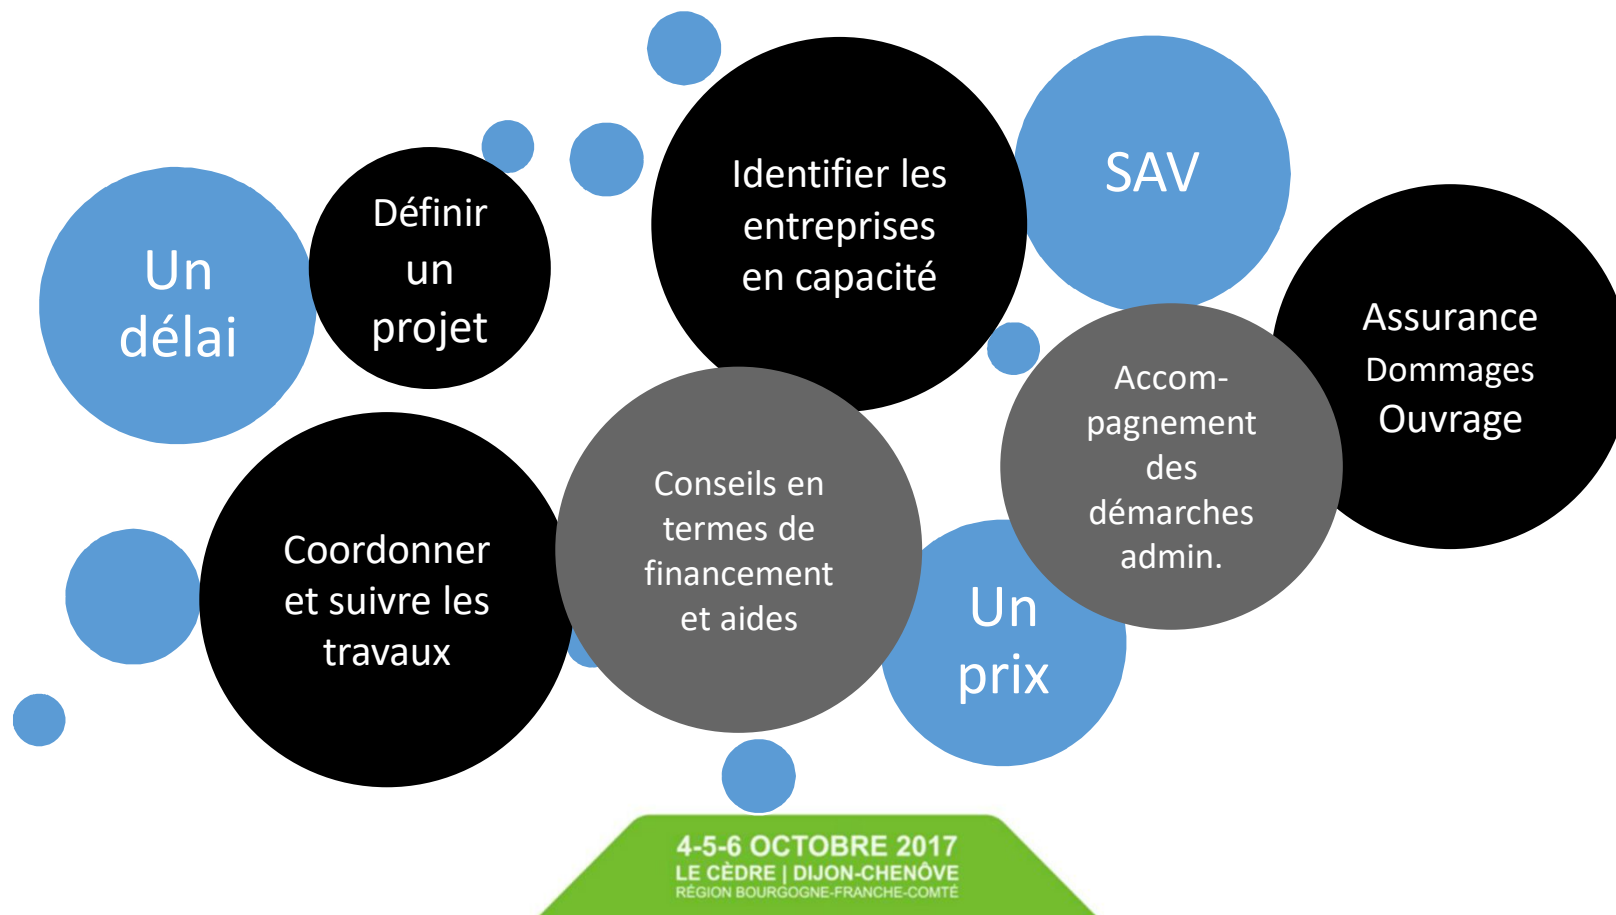 Un
délai
Définir
un
projet
Identifier les
entreprises
en capacité
SAV
Assurance
Dommages
Ouvrage
Coordonner
et suivre les
travaux
Conseils en
termes de
financement
et aides
Un
prix
Accom-
pagnement
des
démarches
admin.
4-5-6 OCTOBRE 2017
LE CÈDRE | DIJON-CHENÔVE
RÉGION BOURGOGNE-FRANCHE-COMTÉ